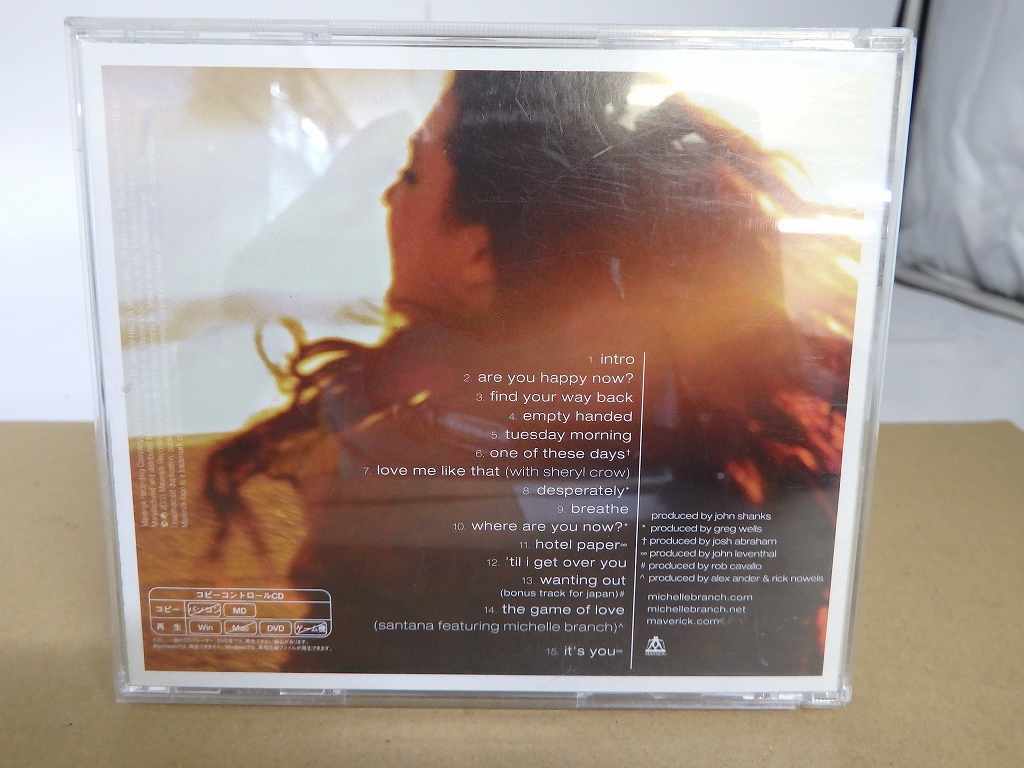 1. intro
2. are you happy now?
3. find your way back
4. empty handed
5. tuesday morning
6. one of these days†
7. love me like that (with sheryl crow)
8. desperately*
9. breathe
10. where are you now?*
11. hotel paper∞
12. 'til i get over you
13. wanting out
(bonus track for japan)#
14. the game of love
(santana featuring michelle branch)^
15. it's you∞
produced by john shanks
* produced by greg wells
† produced by josh abraham
∞ produced by john leventhal
# produced by rob cavallo
^ produced by alex ander & rick nowels
michellebranch.com
michellebranch.net
maverick.com
コピーコントロールCD
コピー パソコン MD
再生 Win Mac DVD ゲーム機